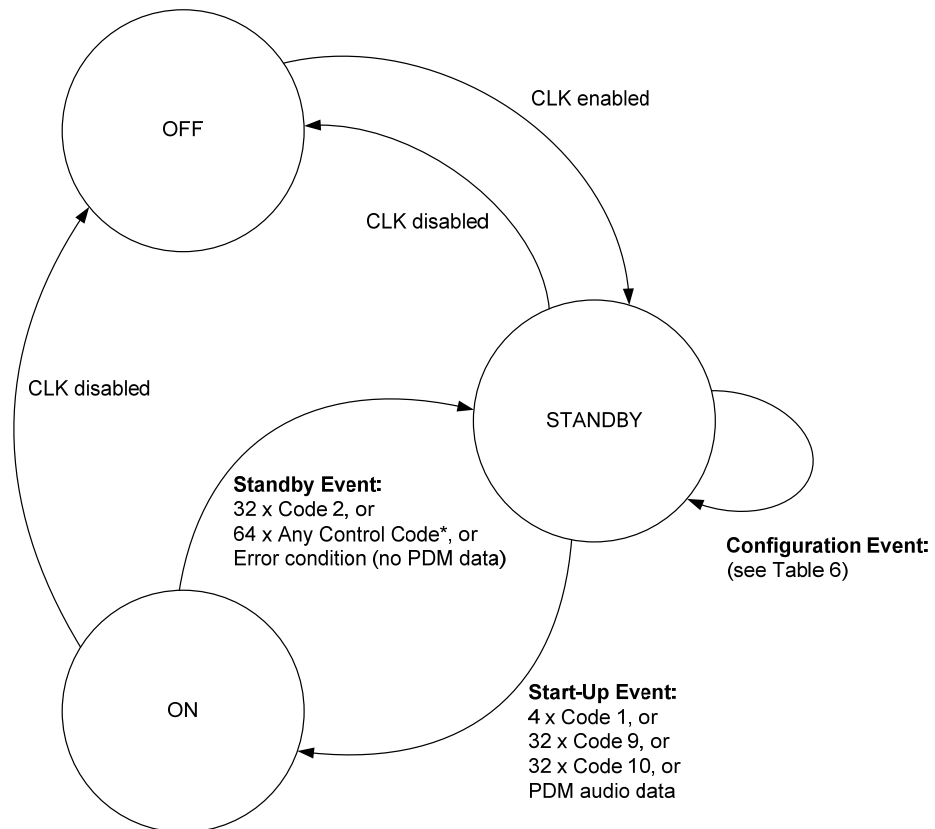 OFF
CLK enabled
CLK disabled
CLK disabled
STANDBY
Standby Event:
32 x Code 2, or
64 x Any Control Code*, or
Error condition (no PDM data)
Configuration Event:
(see Table 6)
ON
Start-Up Event:
4 x Code 1, or
32 x Code 9, or
32 x Code 10, or
PDM audio data